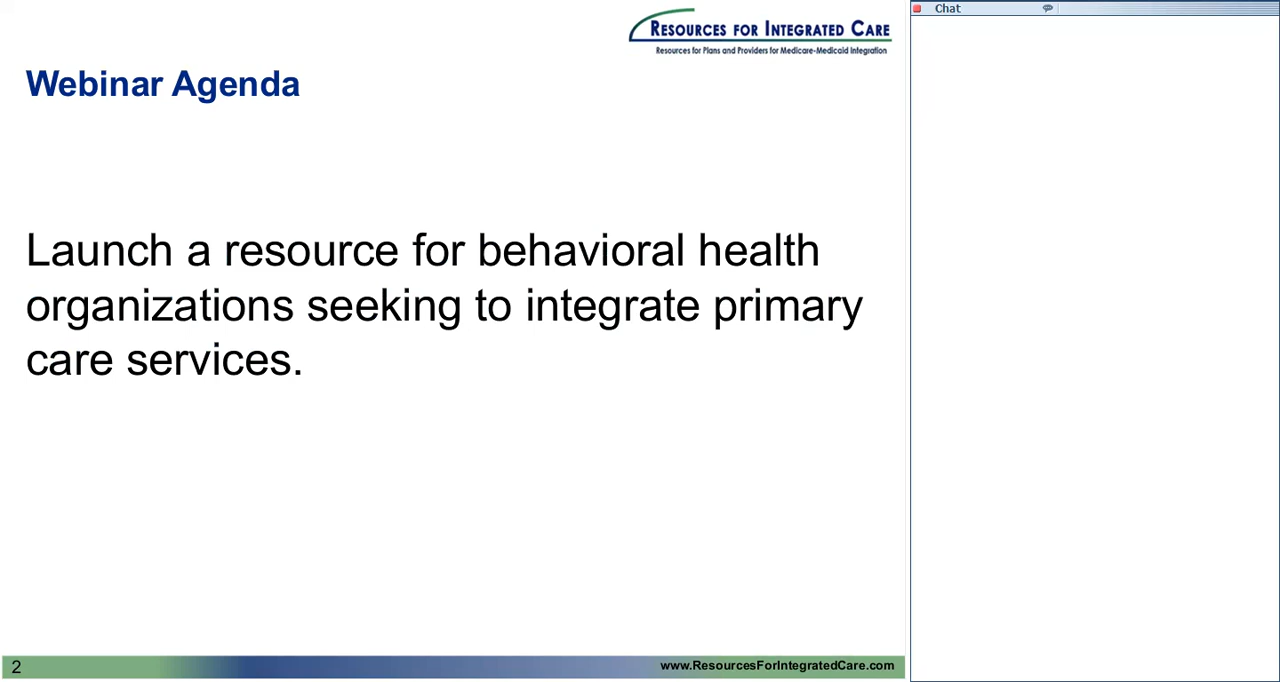 RESOURCES FOR INTEGRATED CARE
Resources for Plans and Providers for Medicare-Medicaid Integration
Chat
Webinar Agenda
Launch a resource for behavioral health
organizations seeking to integrate primary
care services.
2
www.ResourcesForIntegratedCare.com